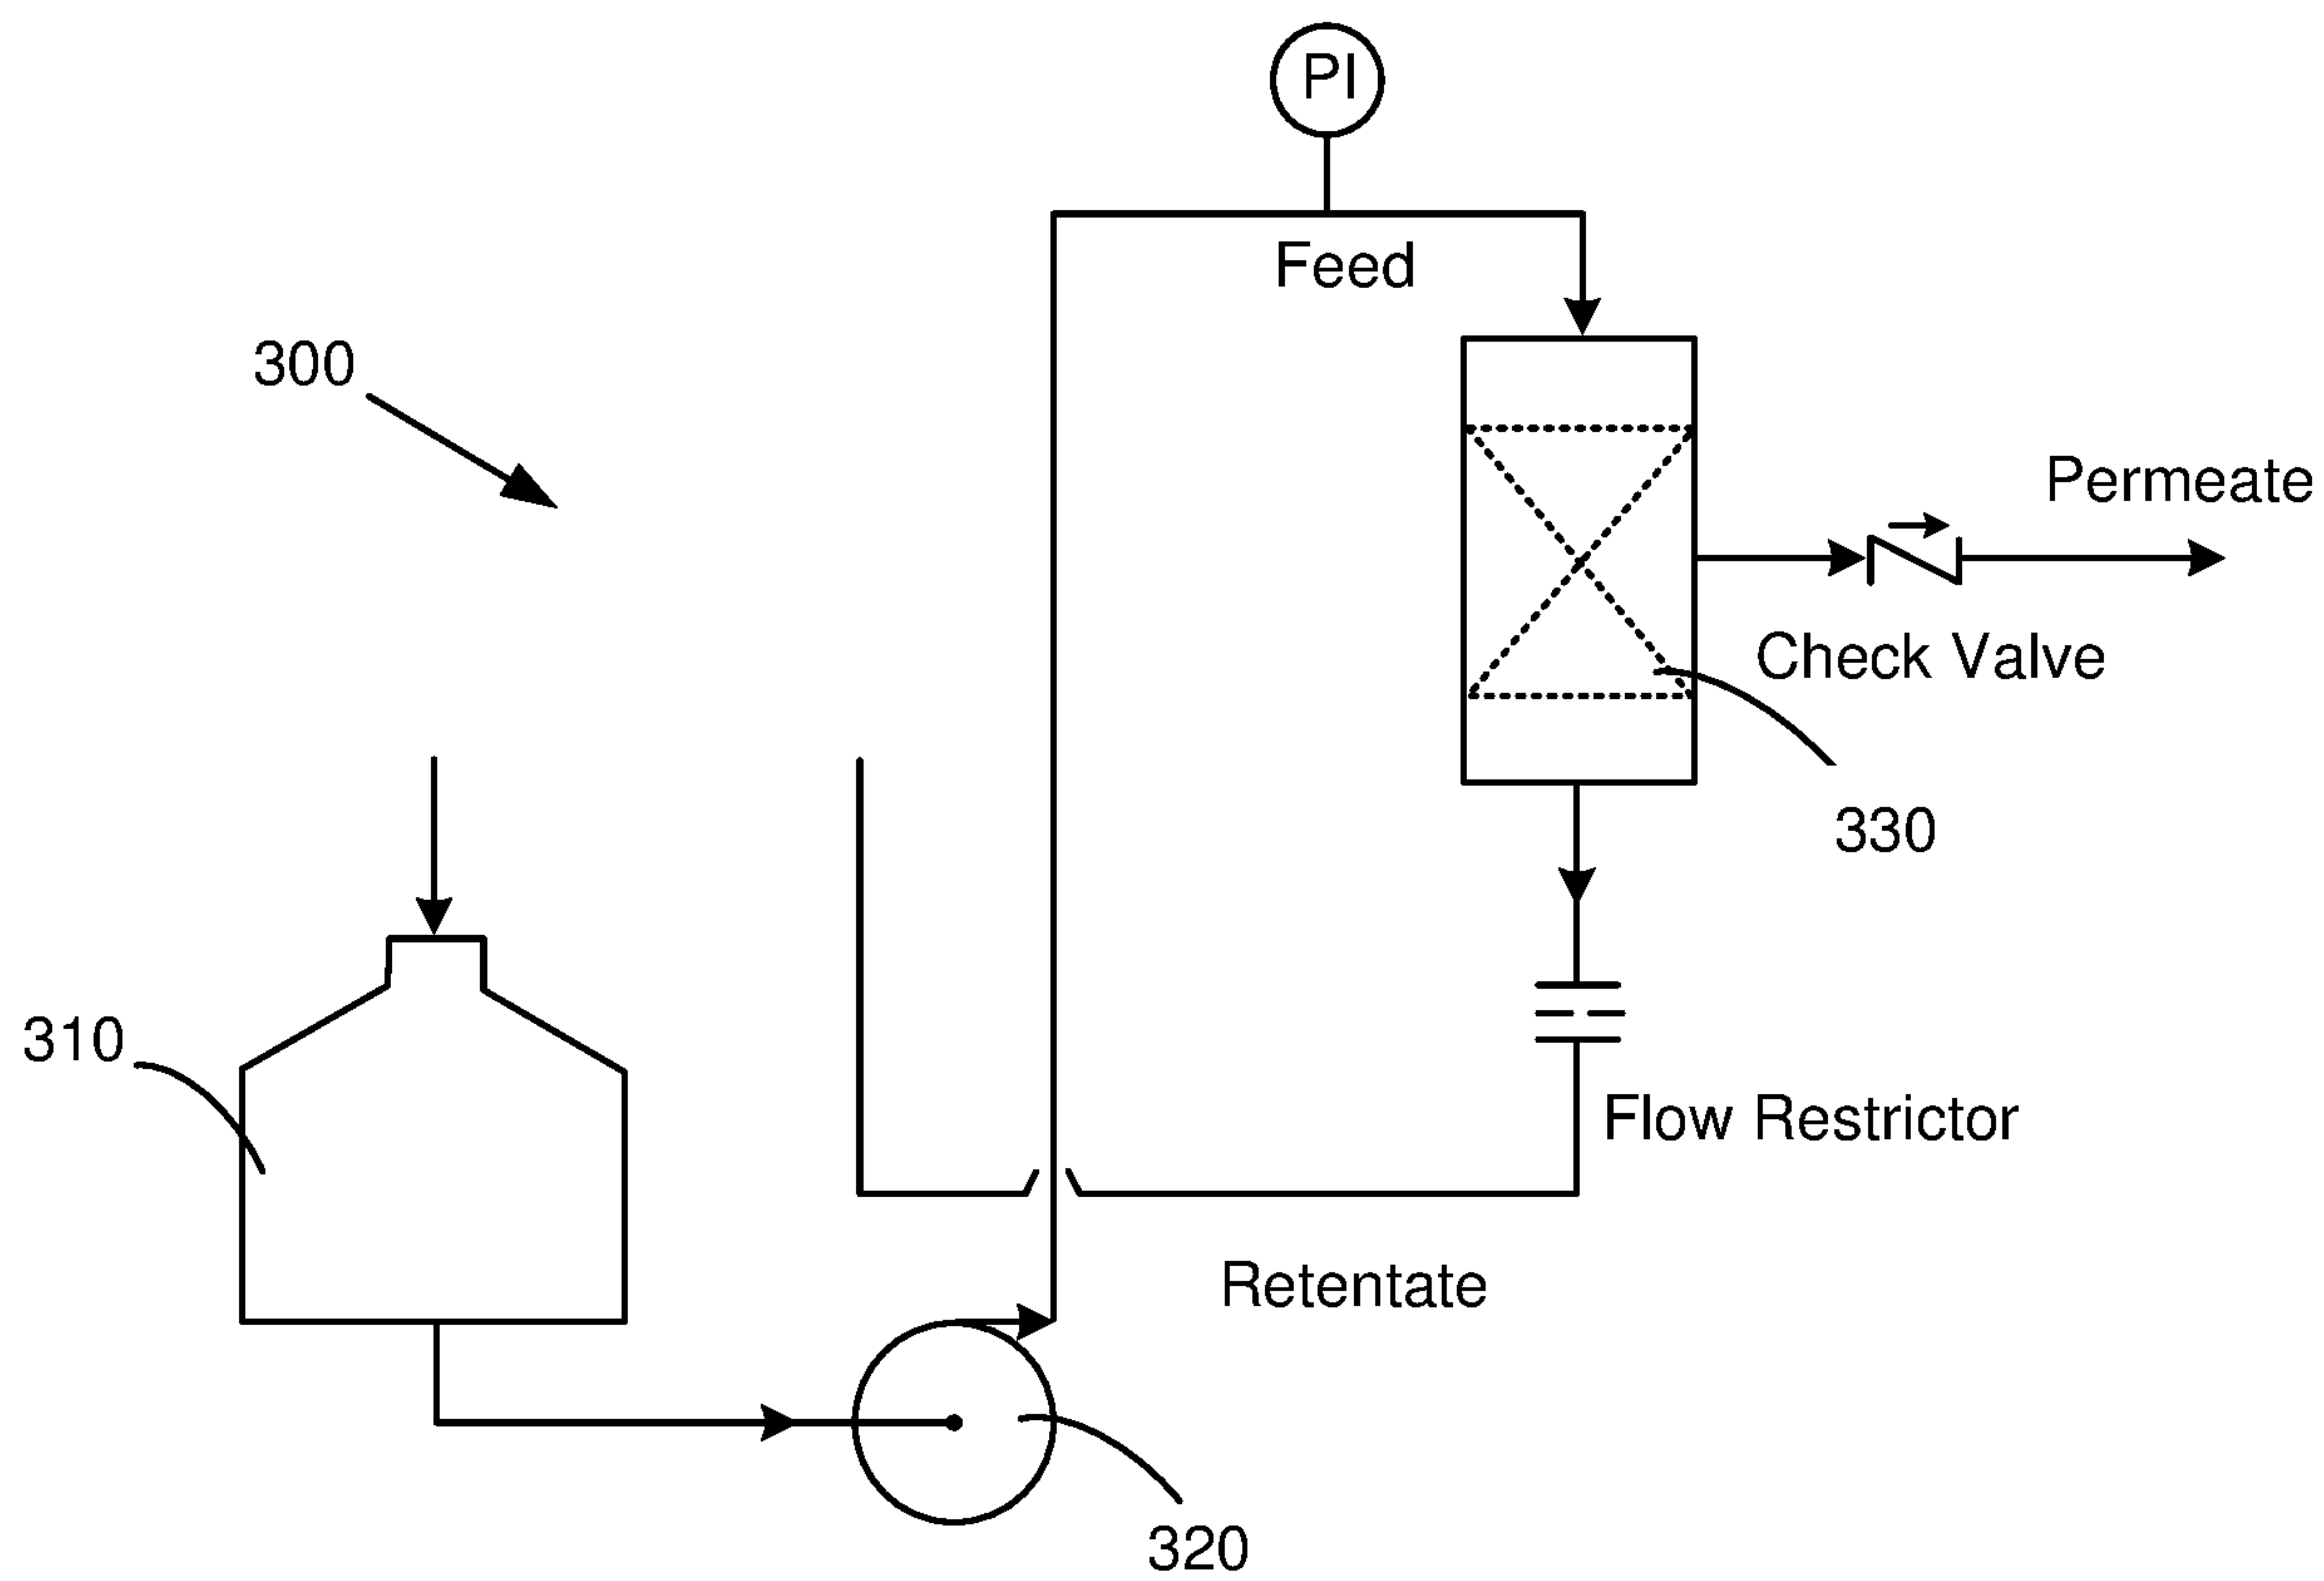 PI
Feed
300
Permeate
Check Valve
330
310
Flow Restrictor
Retentate
320